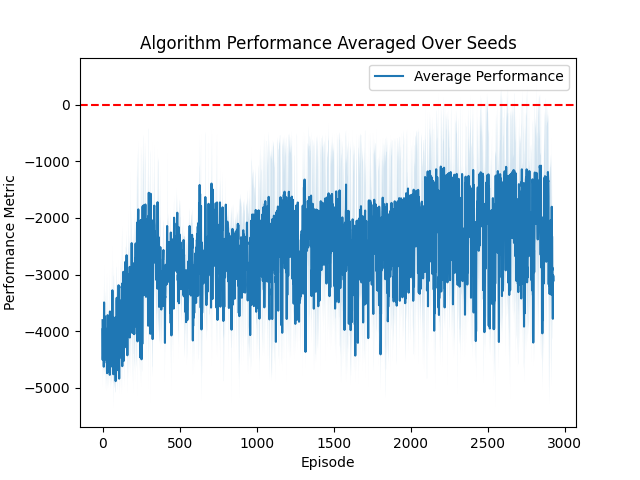 Algorithm Performance Averaged Over Seeds
Average Performance
Performance Metric
0
−1000
−2000
−3000
−4000
−5000
0 500 1000 1500 2000 2500 3000
Episode